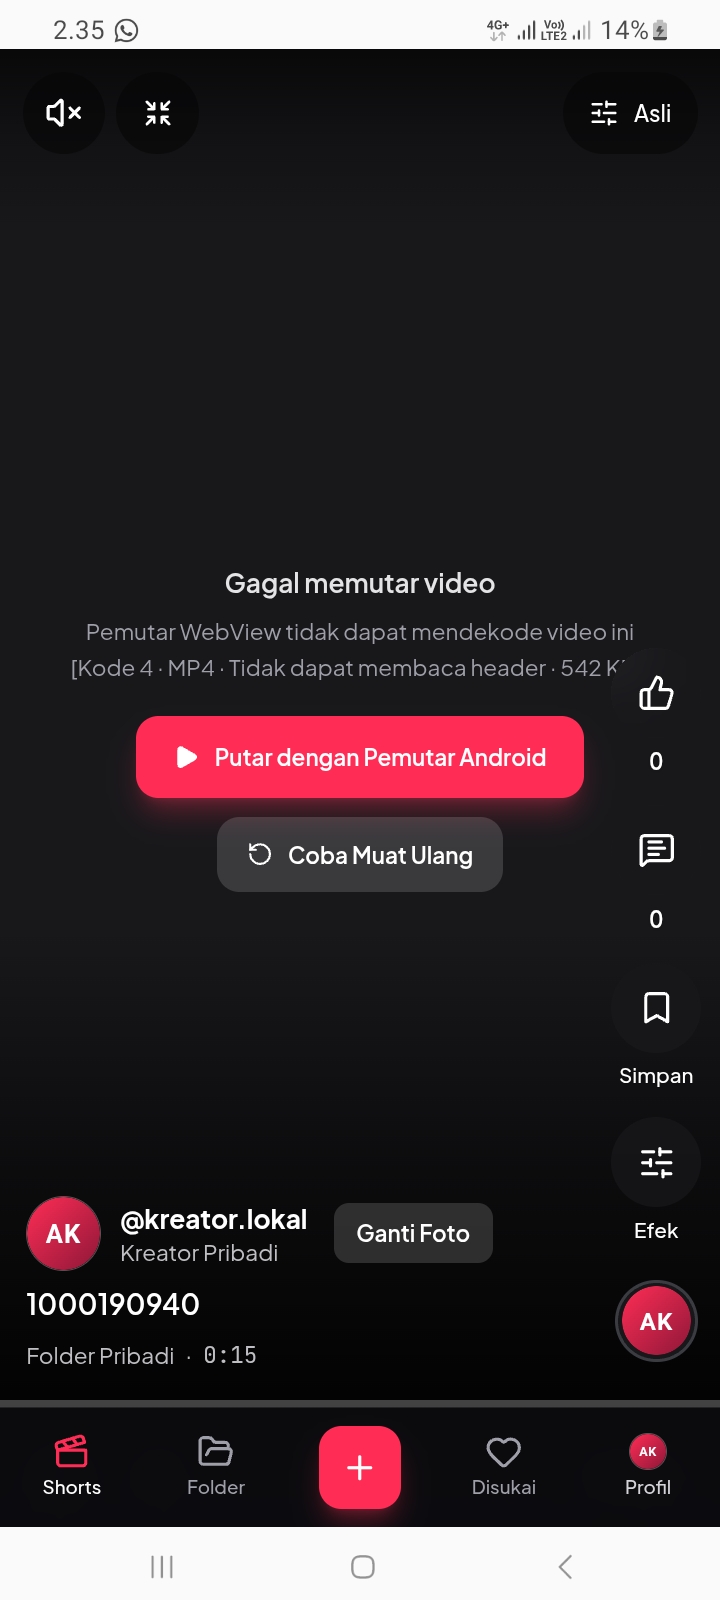 2.35
4G+ Vo)) LTE2 14%
Asli
Gagal memutar video
Pemutar WebView tidak dapat mendekode video ini
[Kode 4 · MP4 · Tidak dapat membaca header · 542
Putar dengan Pemutar Android
0
Coba Muat Ulang
0
Simpan
AK @kreator.lokal Ganti Foto
Kreator Pribadi
Efek
1000190940
AK
Folder Pribadi · 0:15
AK
Shorts Folder Disukai Profil